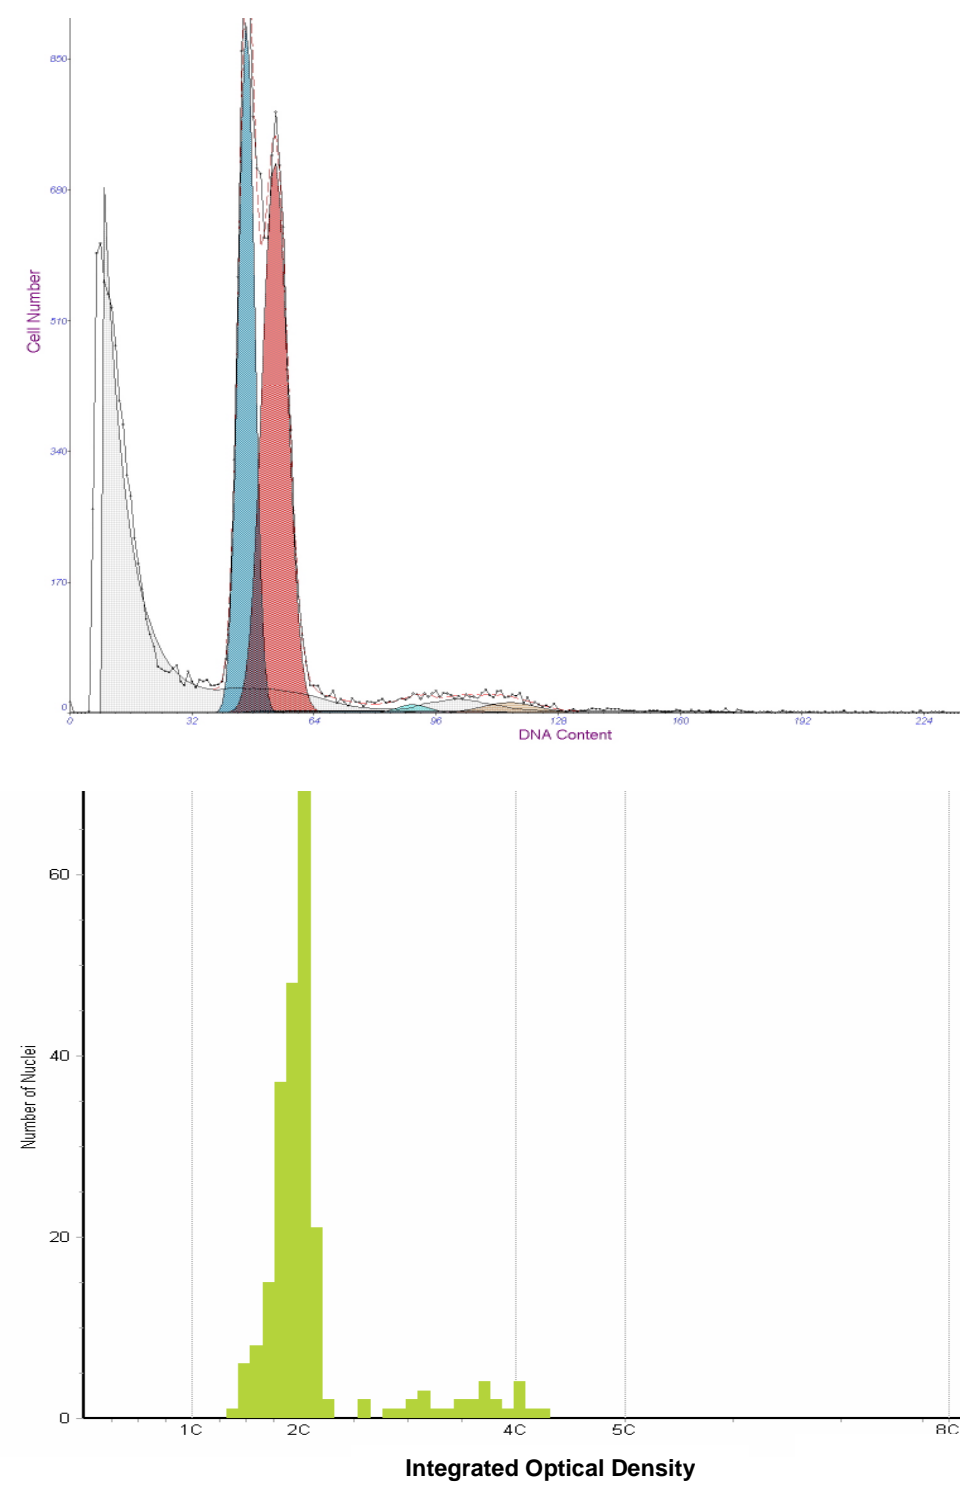 850
680
510
340
170
0
Cell Number
0 32 64 96 128 160 192 224
DNA Content
60
40
20
0
Number of Nuclei
1C 2C 4C 5C 8C
Integrated Optical Density